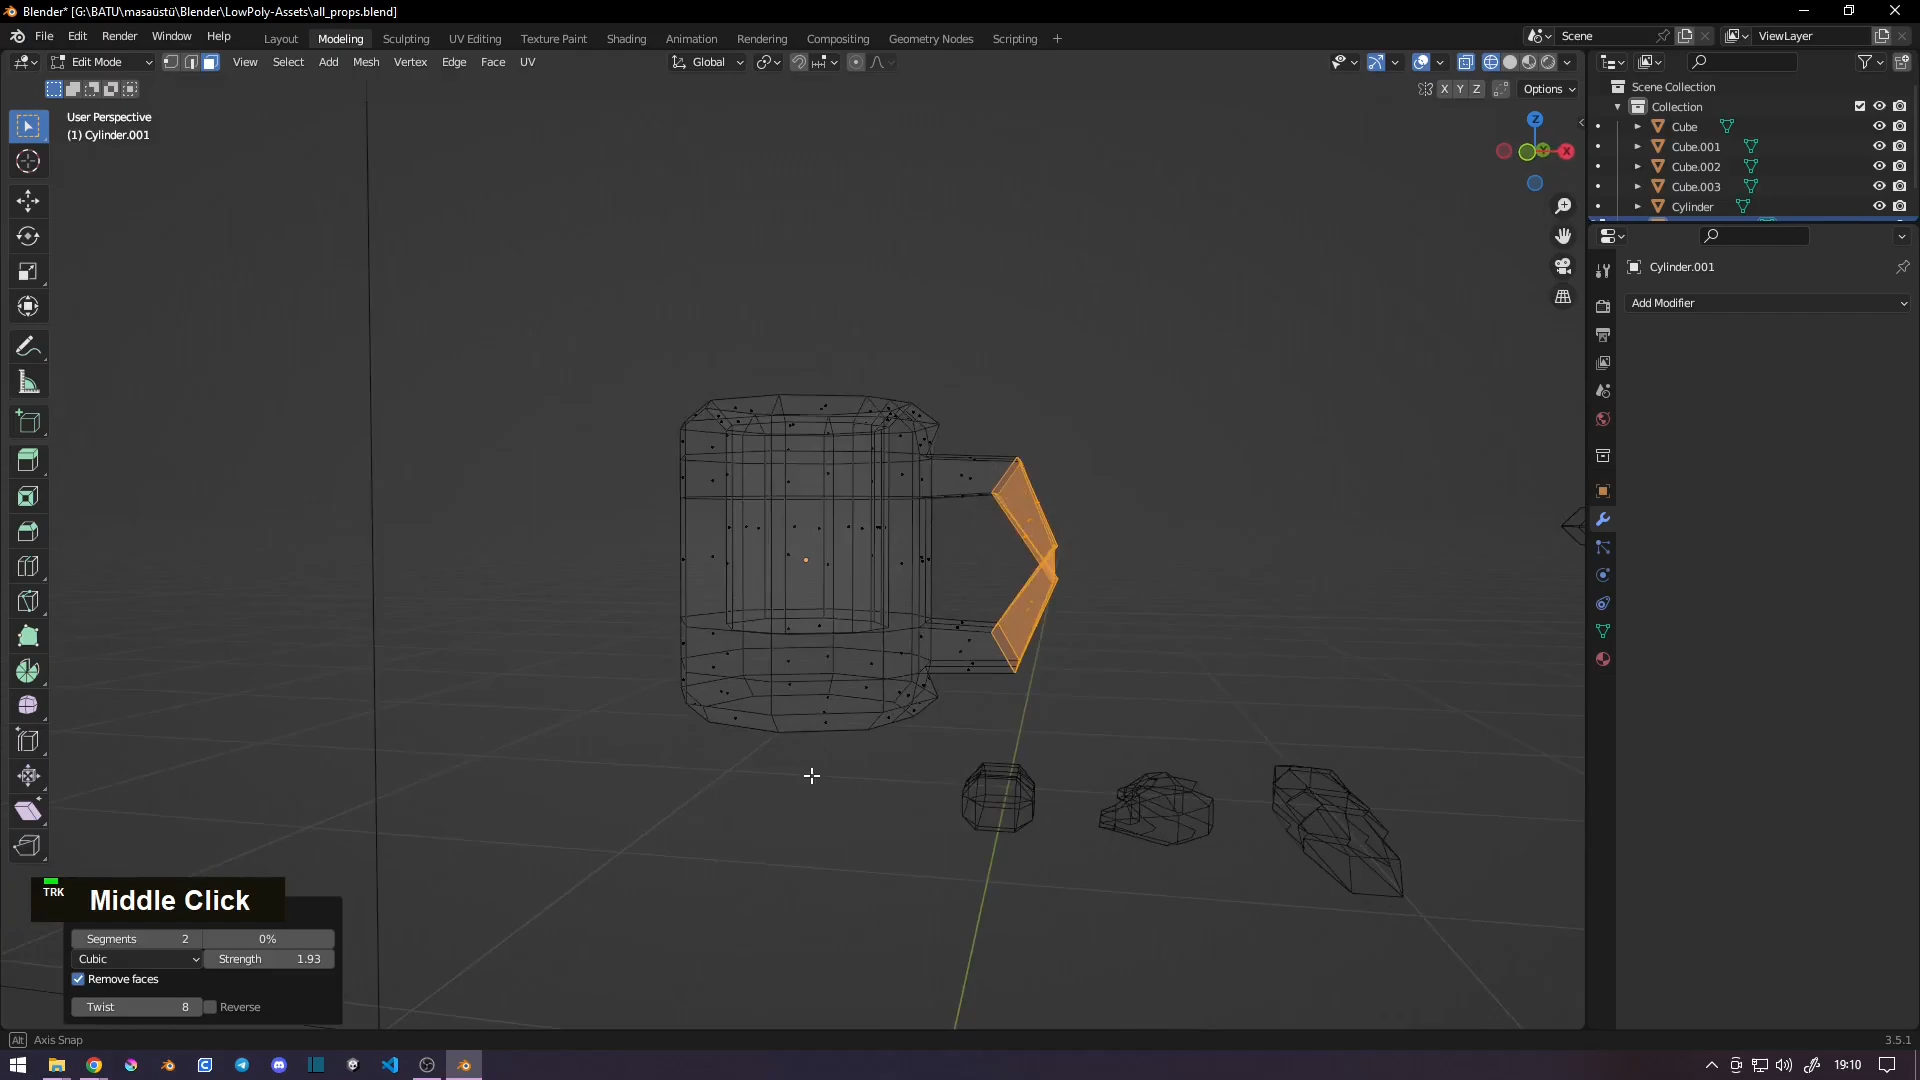 Blender* [G:\BATU\masaüstü\Blender\LowPoly-Assets\all_props.blend]
File Edit Render Window Help
Layout Modeling Sculpting UV Editing Texture Paint Shading Animation Rendering Compositing Geometry Nodes Scripting +
Scene
ViewLayer
Edit Mode
View Select Add Mesh Vertex Edge Face UV
Global
X Y Z
Options
User Perspective
(1) Cylinder.001
Z
X
Scene Collection
Collection
Cube
Cube.001
Cube.002
Cube.003
Cylinder
Cylinder.001
Add Modifier
TRK
Middle Click
Segments 2
0%
Cubic
Strength 1.93
Remove faces
Twist 8
Reverse
Alt Axis Snap
3.5.1
19:10